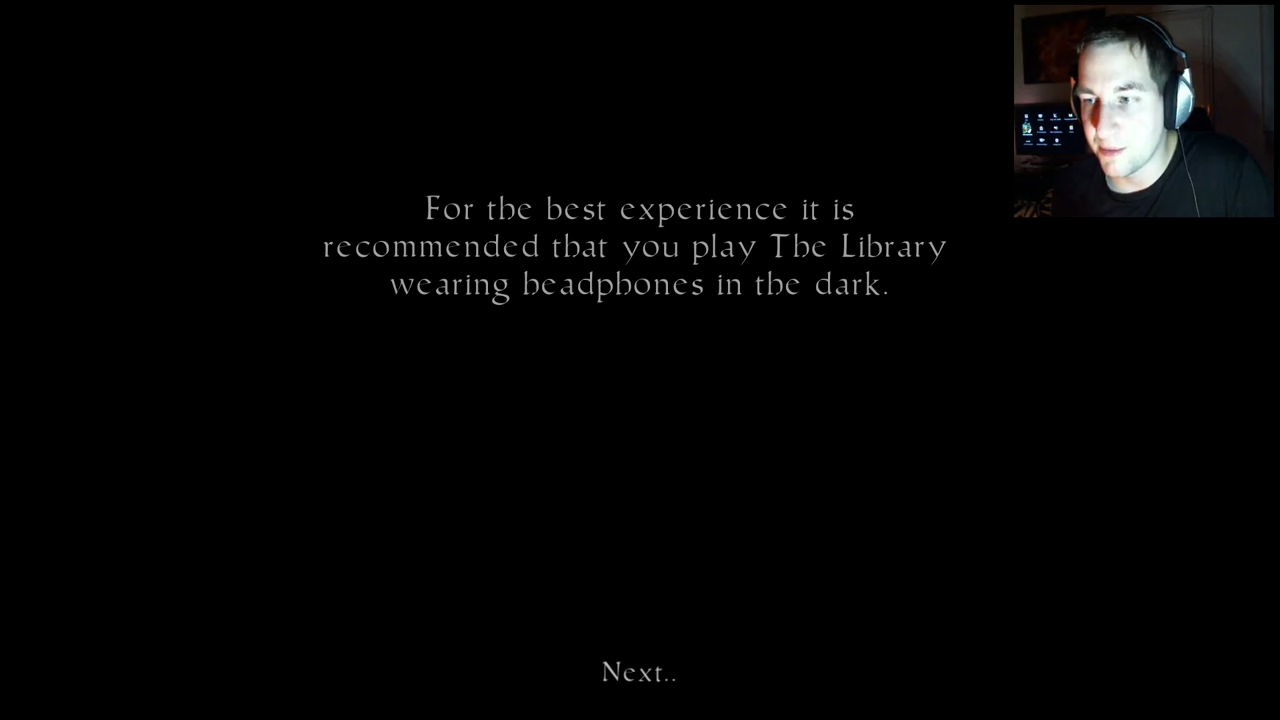 For the best experience it is
recommended that you play The Library
wearing headphones in the dark.
Next..